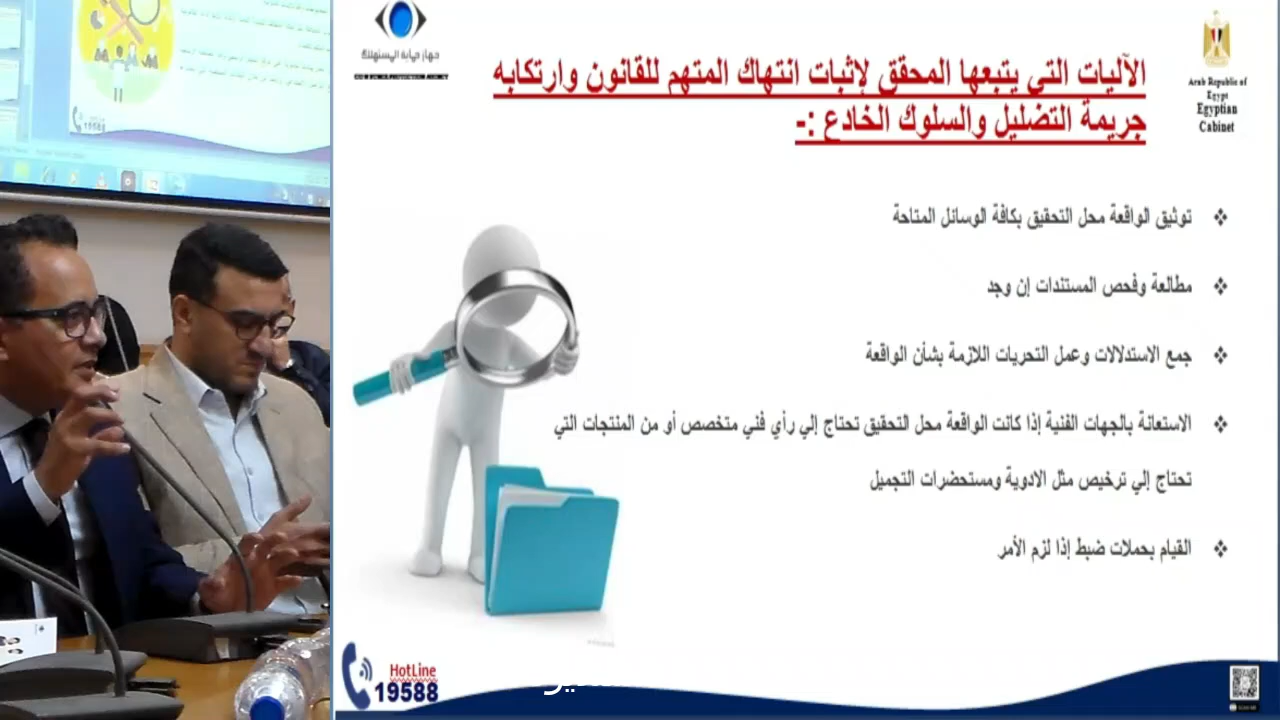 جهاز حماية المستهلك
Arab Republic of
Egypt
Egyptian
Cabinet
الآليات التي يتبعها المحقق لإثبات انتهاك المتهم للقانون وارتكابه
جريمة التضليل والسلوك الخادع :-
❖ توثيق الواقعة محل التحقيق بكافة الوسائل المتاحة
❖ مطالعة وفحص المستندات إن وجد
❖ جمع الاستدلالات وعمل التحريات اللازمة بشأن الواقعة
❖ الاستعانة بالجهات الفنية إذا كانت الواقعة محل التحقيق تحتاج إلي رأي فني متخصص أو من المنتجات التي
تحتاج إلي ترخيص مثل الادوية ومستحضرات التجميل
❖ القيام بحملات ضبط إذا لزم الأمر
HotLine
19588